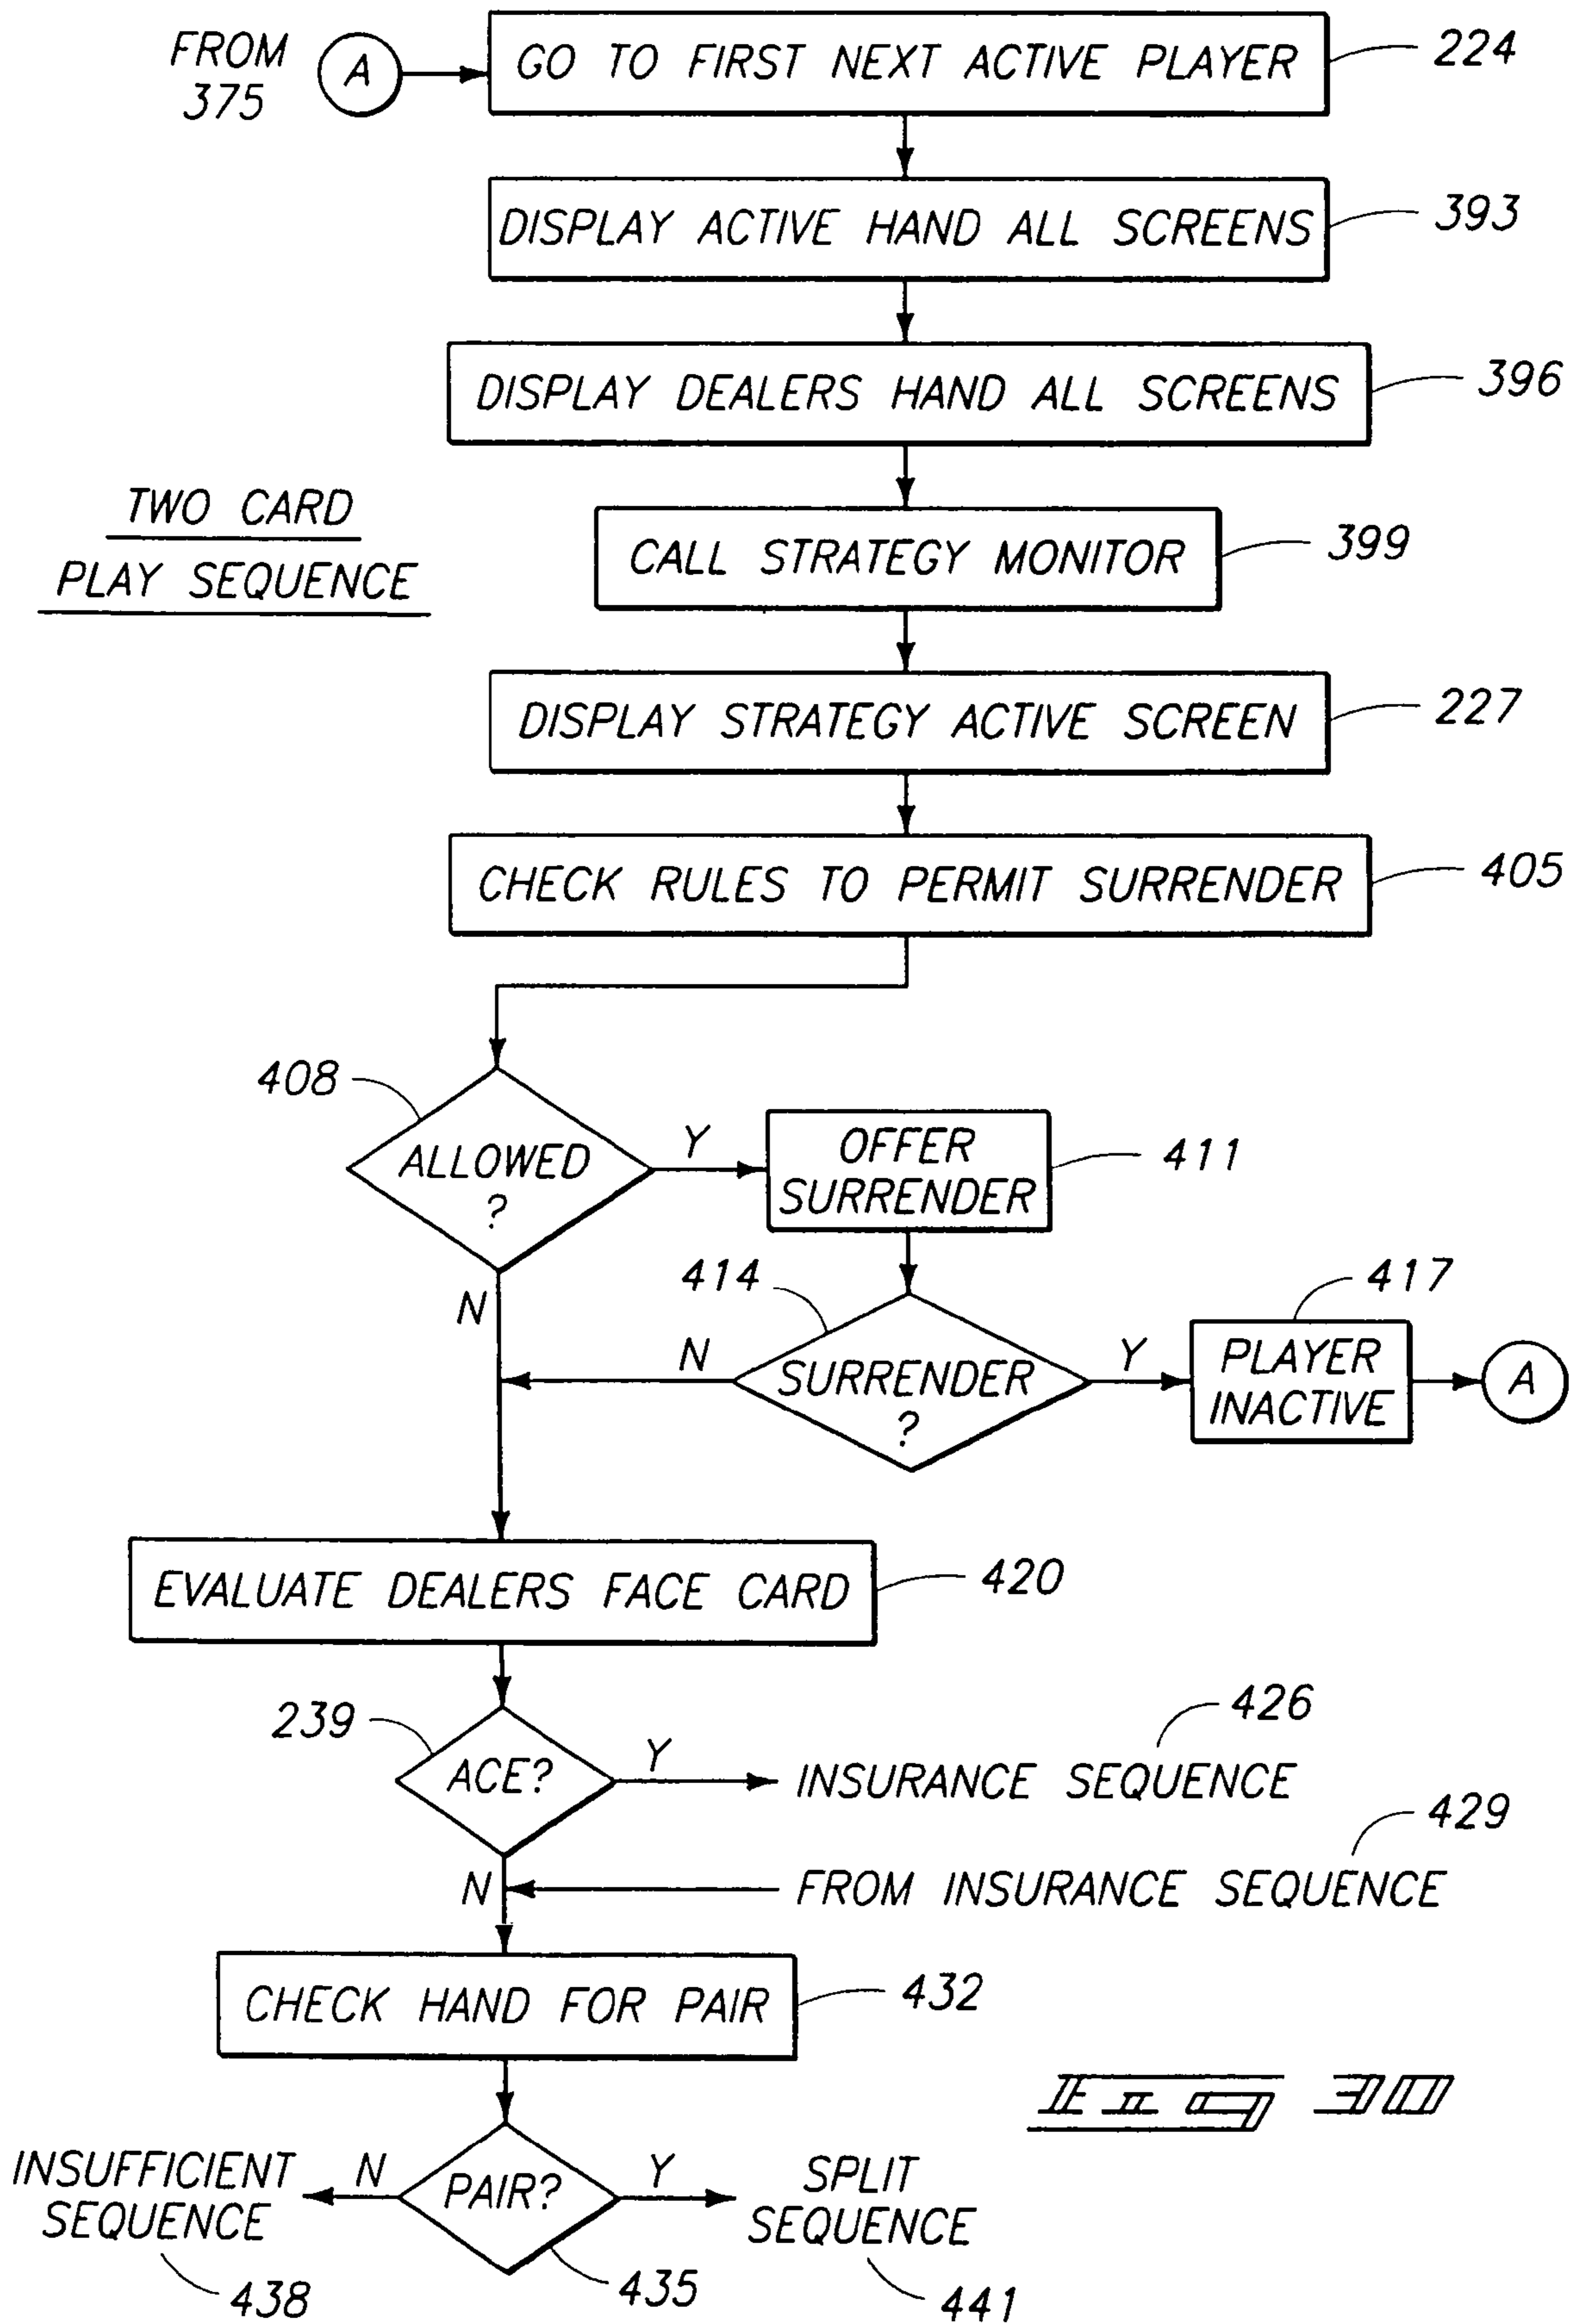 FROM
375
A
GO TO FIRST NEXT ACTIVE PLAYER
224
DISPLAY ACTIVE HAND ALL SCREENS
393
DISPLAY DEALERS HAND ALL SCREENS
396
TWO CARD
PLAY SEQUENCE
CALL STRATEGY MONITOR
399
DISPLAY STRATEGY ACTIVE SCREEN
227
CHECK RULES TO PERMIT SURRENDER
405
408
ALLOWED
?
Y
OFFER
SURRENDER
411
N
414
SURRENDER
?
N
Y
417
PLAYER
INACTIVE
A
EVALUATE DEALERS FACE CARD
420
239
ACE?
Y
INSURANCE SEQUENCE
426
N
FROM INSURANCE SEQUENCE
429
CHECK HAND FOR PAIR
432
PAIR?
N
INSUFFICIENT
SEQUENCE
438
Y
SPLIT
SEQUENCE
441
435
Fig 30